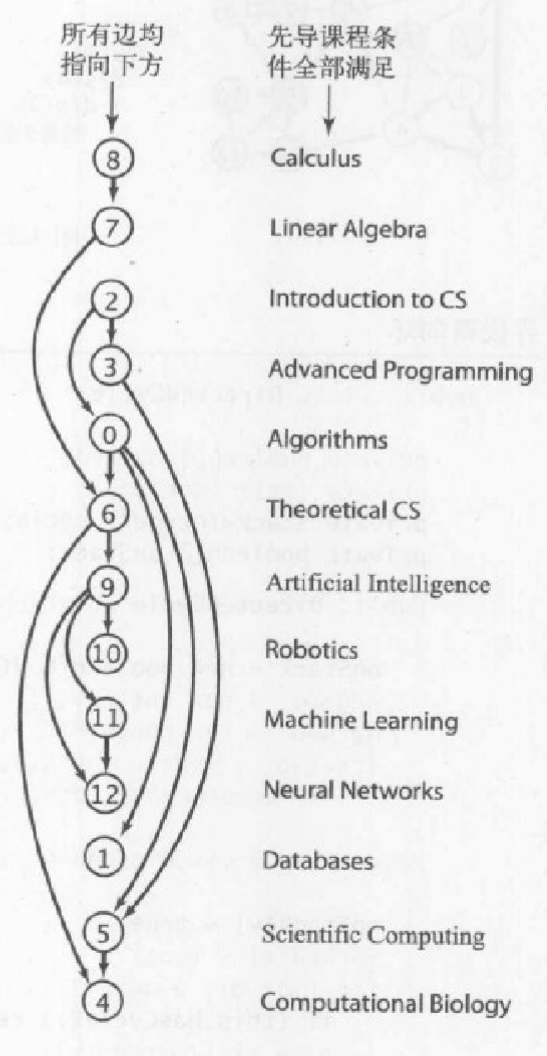 所有边均
指向下方
先导课程条
件全部满足
8 Calculus
7 Linear Algebra
2 Introduction to CS
3 Advanced Programming
0 Algorithms
6 Theoretical CS
9 Artificial Intelligence
10 Robotics
11 Machine Learning
12 Neural Networks
1 Databases
5 Scientific Computing
4 Computational Biology